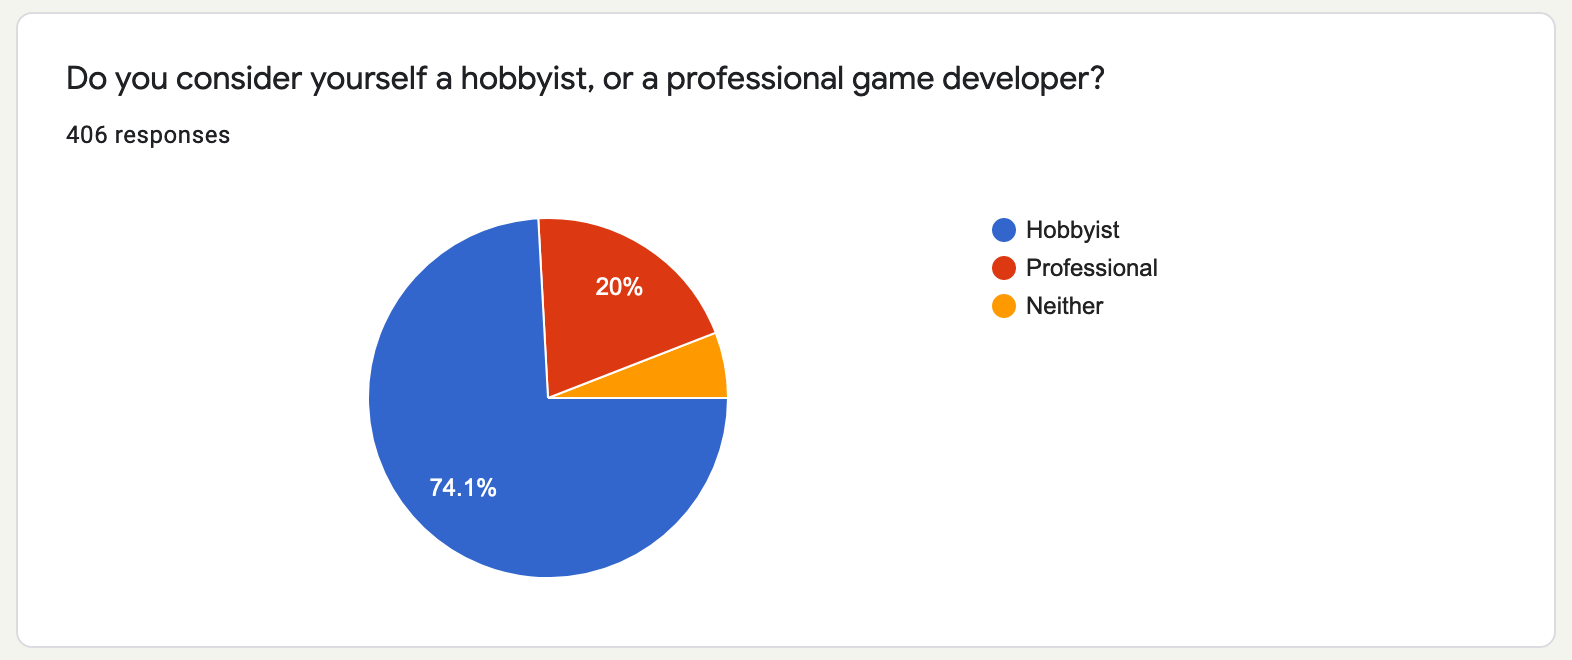 Do you consider yourself a hobbyist, or a professional game developer?
406 responses
Hobbyist
Professional
Neither
20%
74.1%